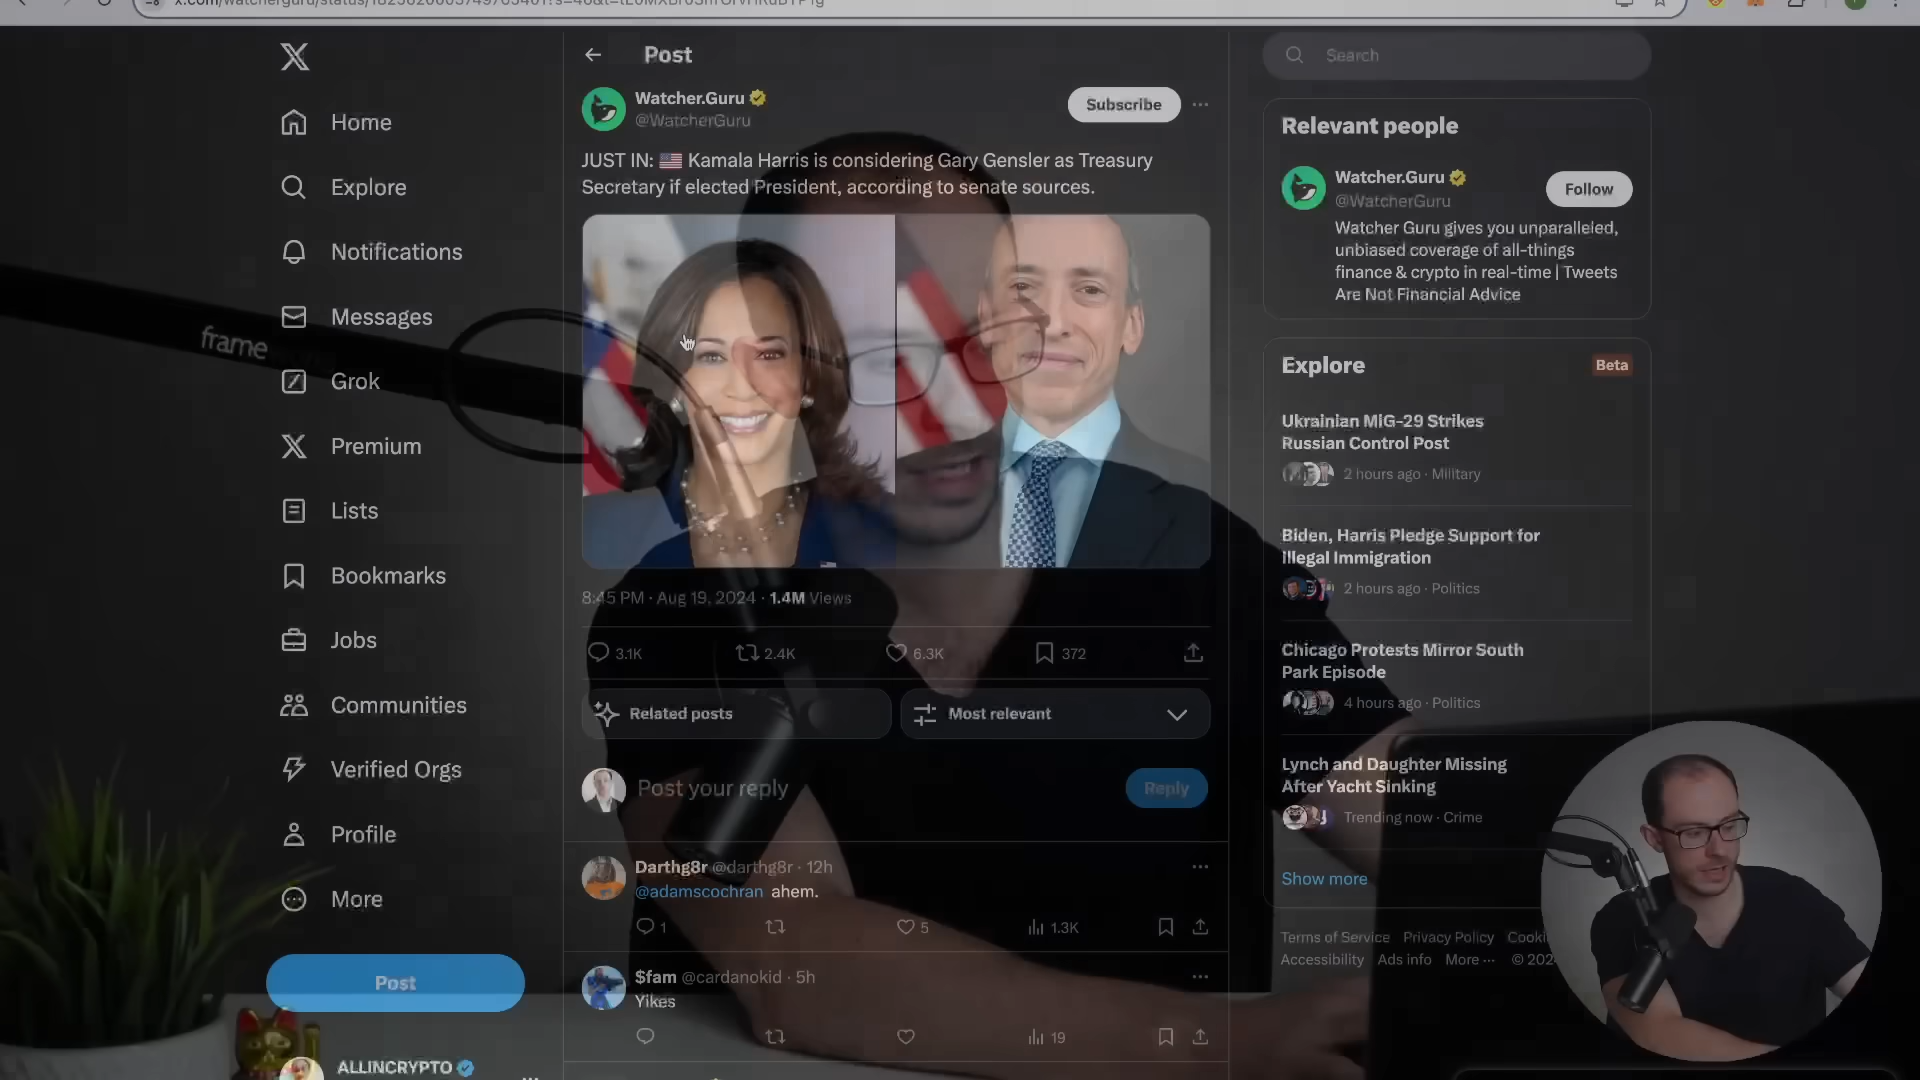 Post
Search
Home
Explore
Notifications
Messages
Grok
Premium
Lists
Bookmarks
Jobs
Communities
Verified Orgs
Profile
More
Post
ALLINCRYPTO
frame
Watcher.Guru
@WatcherGuru
Subscribe
JUST IN: 🇺🇸 Kamala Harris is considering Gary Gensler as Treasury
Secretary if elected President, according to senate sources.
8:45 PM · Aug 19, 2024 · 1.4M Views
3.1K 2.4K 6.3K 372
Related posts
Most relevant
Post your reply
Reply
Darthg8r @darthg8r · 12h
@adamscochran ahem.
1 5 1.3K
$fam @cardanokid · 5h
Yikes
19
Relevant people
Watcher.Guru
@WatcherGuru
Follow
Watcher Guru gives you unparalleled,
unbiased coverage of all-things
finance & crypto in real-time | Tweets
Are Not Financial Advice
Explore
Beta
Ukrainian MiG-29 Strikes
Russian Control Post
2 hours ago · Military
Biden, Harris Pledge Support for
Illegal Immigration
2 hours ago · Politics
Chicago Protests Mirror South
Park Episode
4 hours ago · Politics
Lynch and Daughter Missing
After Yacht Sinking
Trending now · Crime
Show more
Terms of Service Privacy Policy
Accessibility Ads info More ···